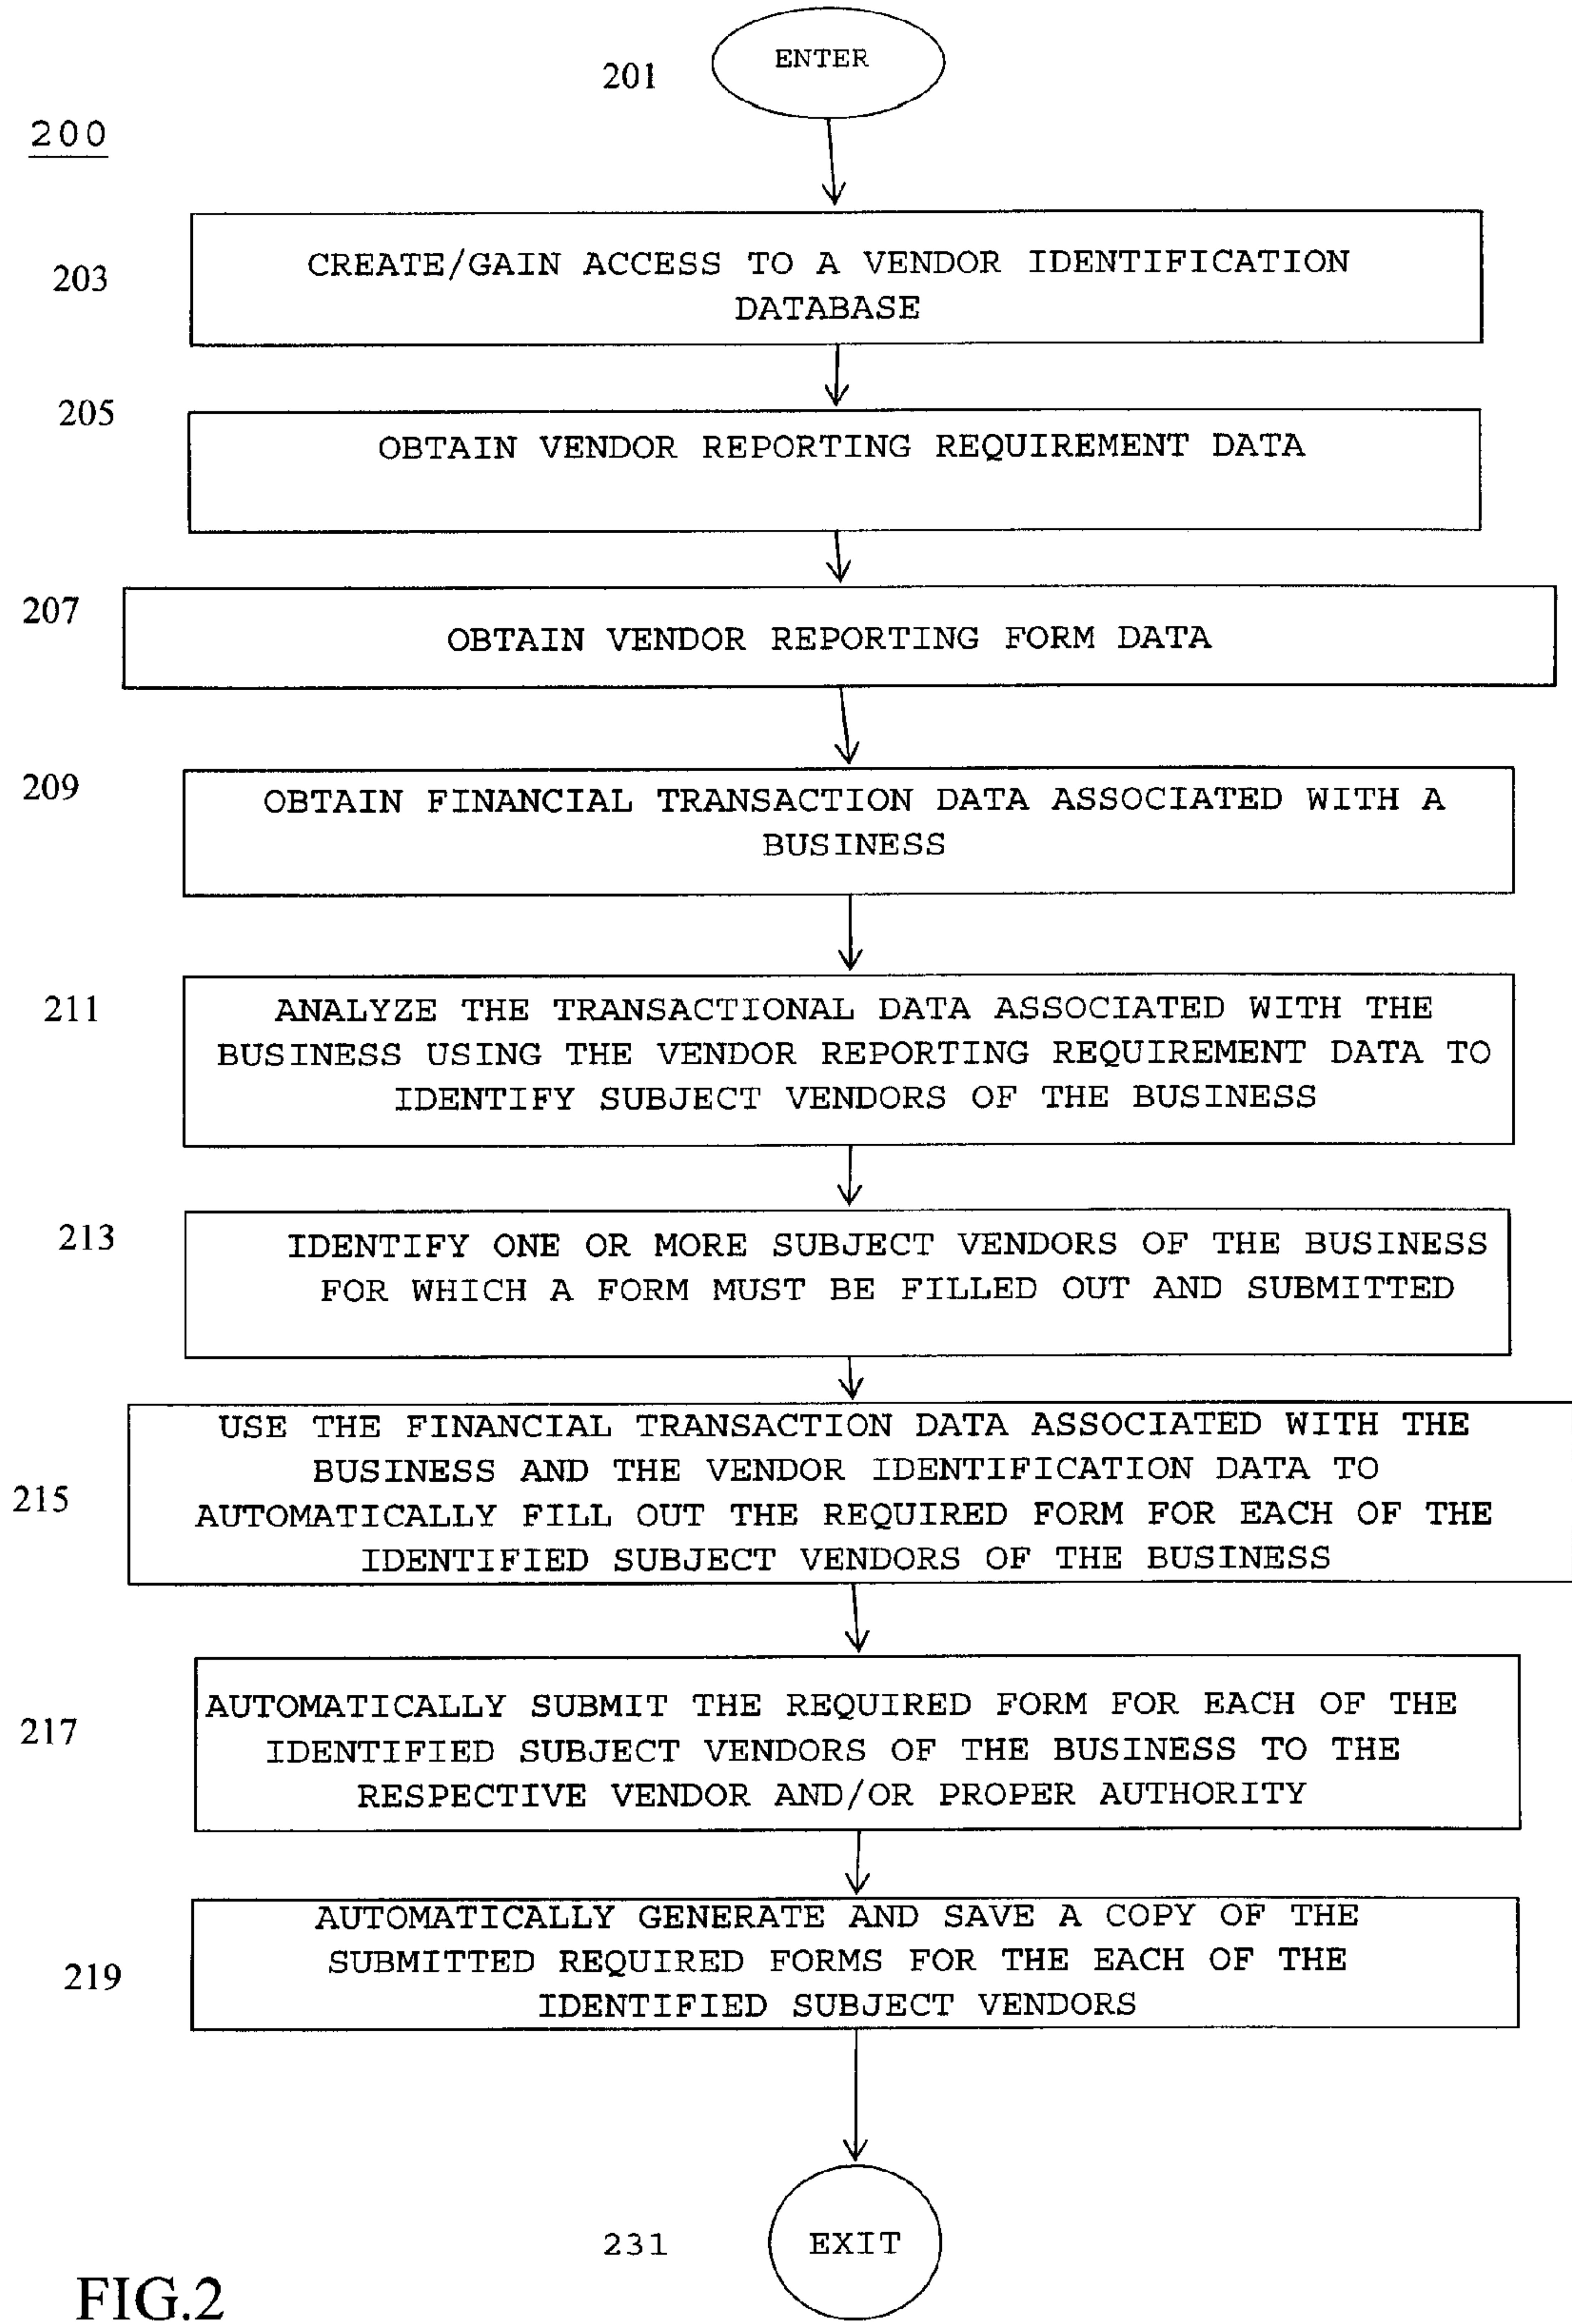 ENTER
201
200
CREATE/GAIN ACCESS TO A VENDOR IDENTIFICATION
DATABASE
203
205
OBTAIN VENDOR REPORTING REQUIREMENT DATA
207
OBTAIN VENDOR REPORTING FORM DATA
209
OBTAIN FINANCIAL TRANSACTION DATA ASSOCIATED WITH A
BUSINESS
211
ANALYZE THE TRANSACTIONAL DATA ASSOCIATED WITH THE
BUSINESS USING THE VENDOR REPORTING REQUIREMENT DATA TO
IDENTIFY SUBJECT VENDORS OF THE BUSINESS
213
IDENTIFY ONE OR MORE SUBJECT VENDORS OF THE BUSINESS
FOR WHICH A FORM MUST BE FILLED OUT AND SUBMITTED
USE THE FINANCIAL TRANSACTION DATA ASSOCIATED WITH THE
BUSINESS AND THE VENDOR IDENTIFICATION DATA TO
215
AUTOMATICALLY FILL OUT THE REQUIRED FORM FOR EACH OF THE
IDENTIFIED SUBJECT VENDORS OF THE BUSINESS
AUTOMATICALLY SUBMIT THE REQUIRED FORM FOR EACH OF THE
217
IDENTIFIED SUBJECT VENDORS OF THE BUSINESS TO THE
RESPECTIVE VENDOR AND/OR PROPER AUTHORITY
AUTOMATICALLY GENERATE AND SAVE A COPY OF THE
SUBMITTED REQUIRED FORMS FOR THE EACH OF THE
219
IDENTIFIED SUBJECT VENDORS
231
EXIT
FIG.2